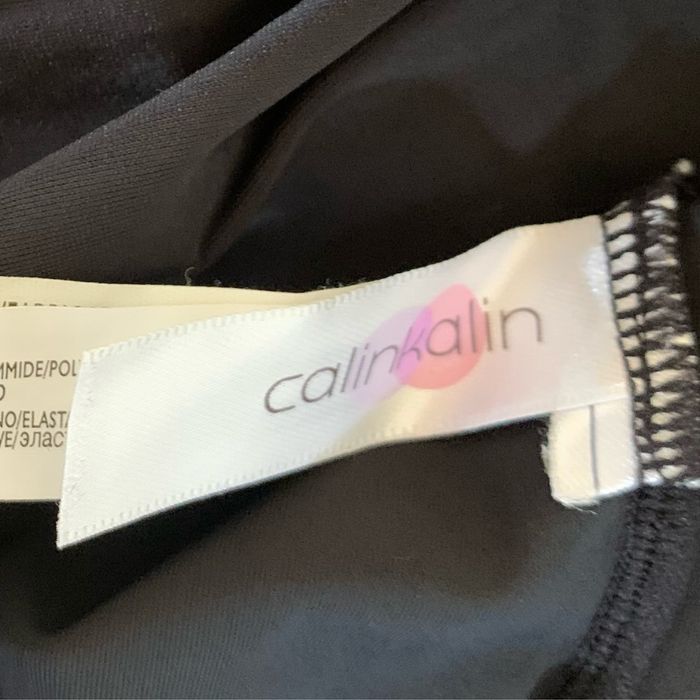 calinkalin
MMIDE/POL
NO/ELAST
VE/эласт